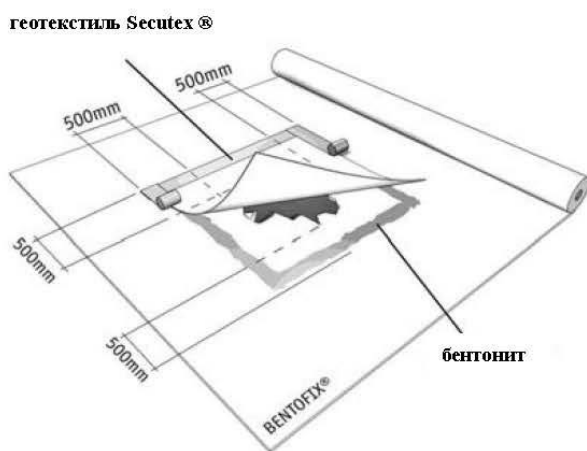 геотекстиль Secutex ®
500mm
500mm
500mm
500mm
бентонит
BENTOFIX®